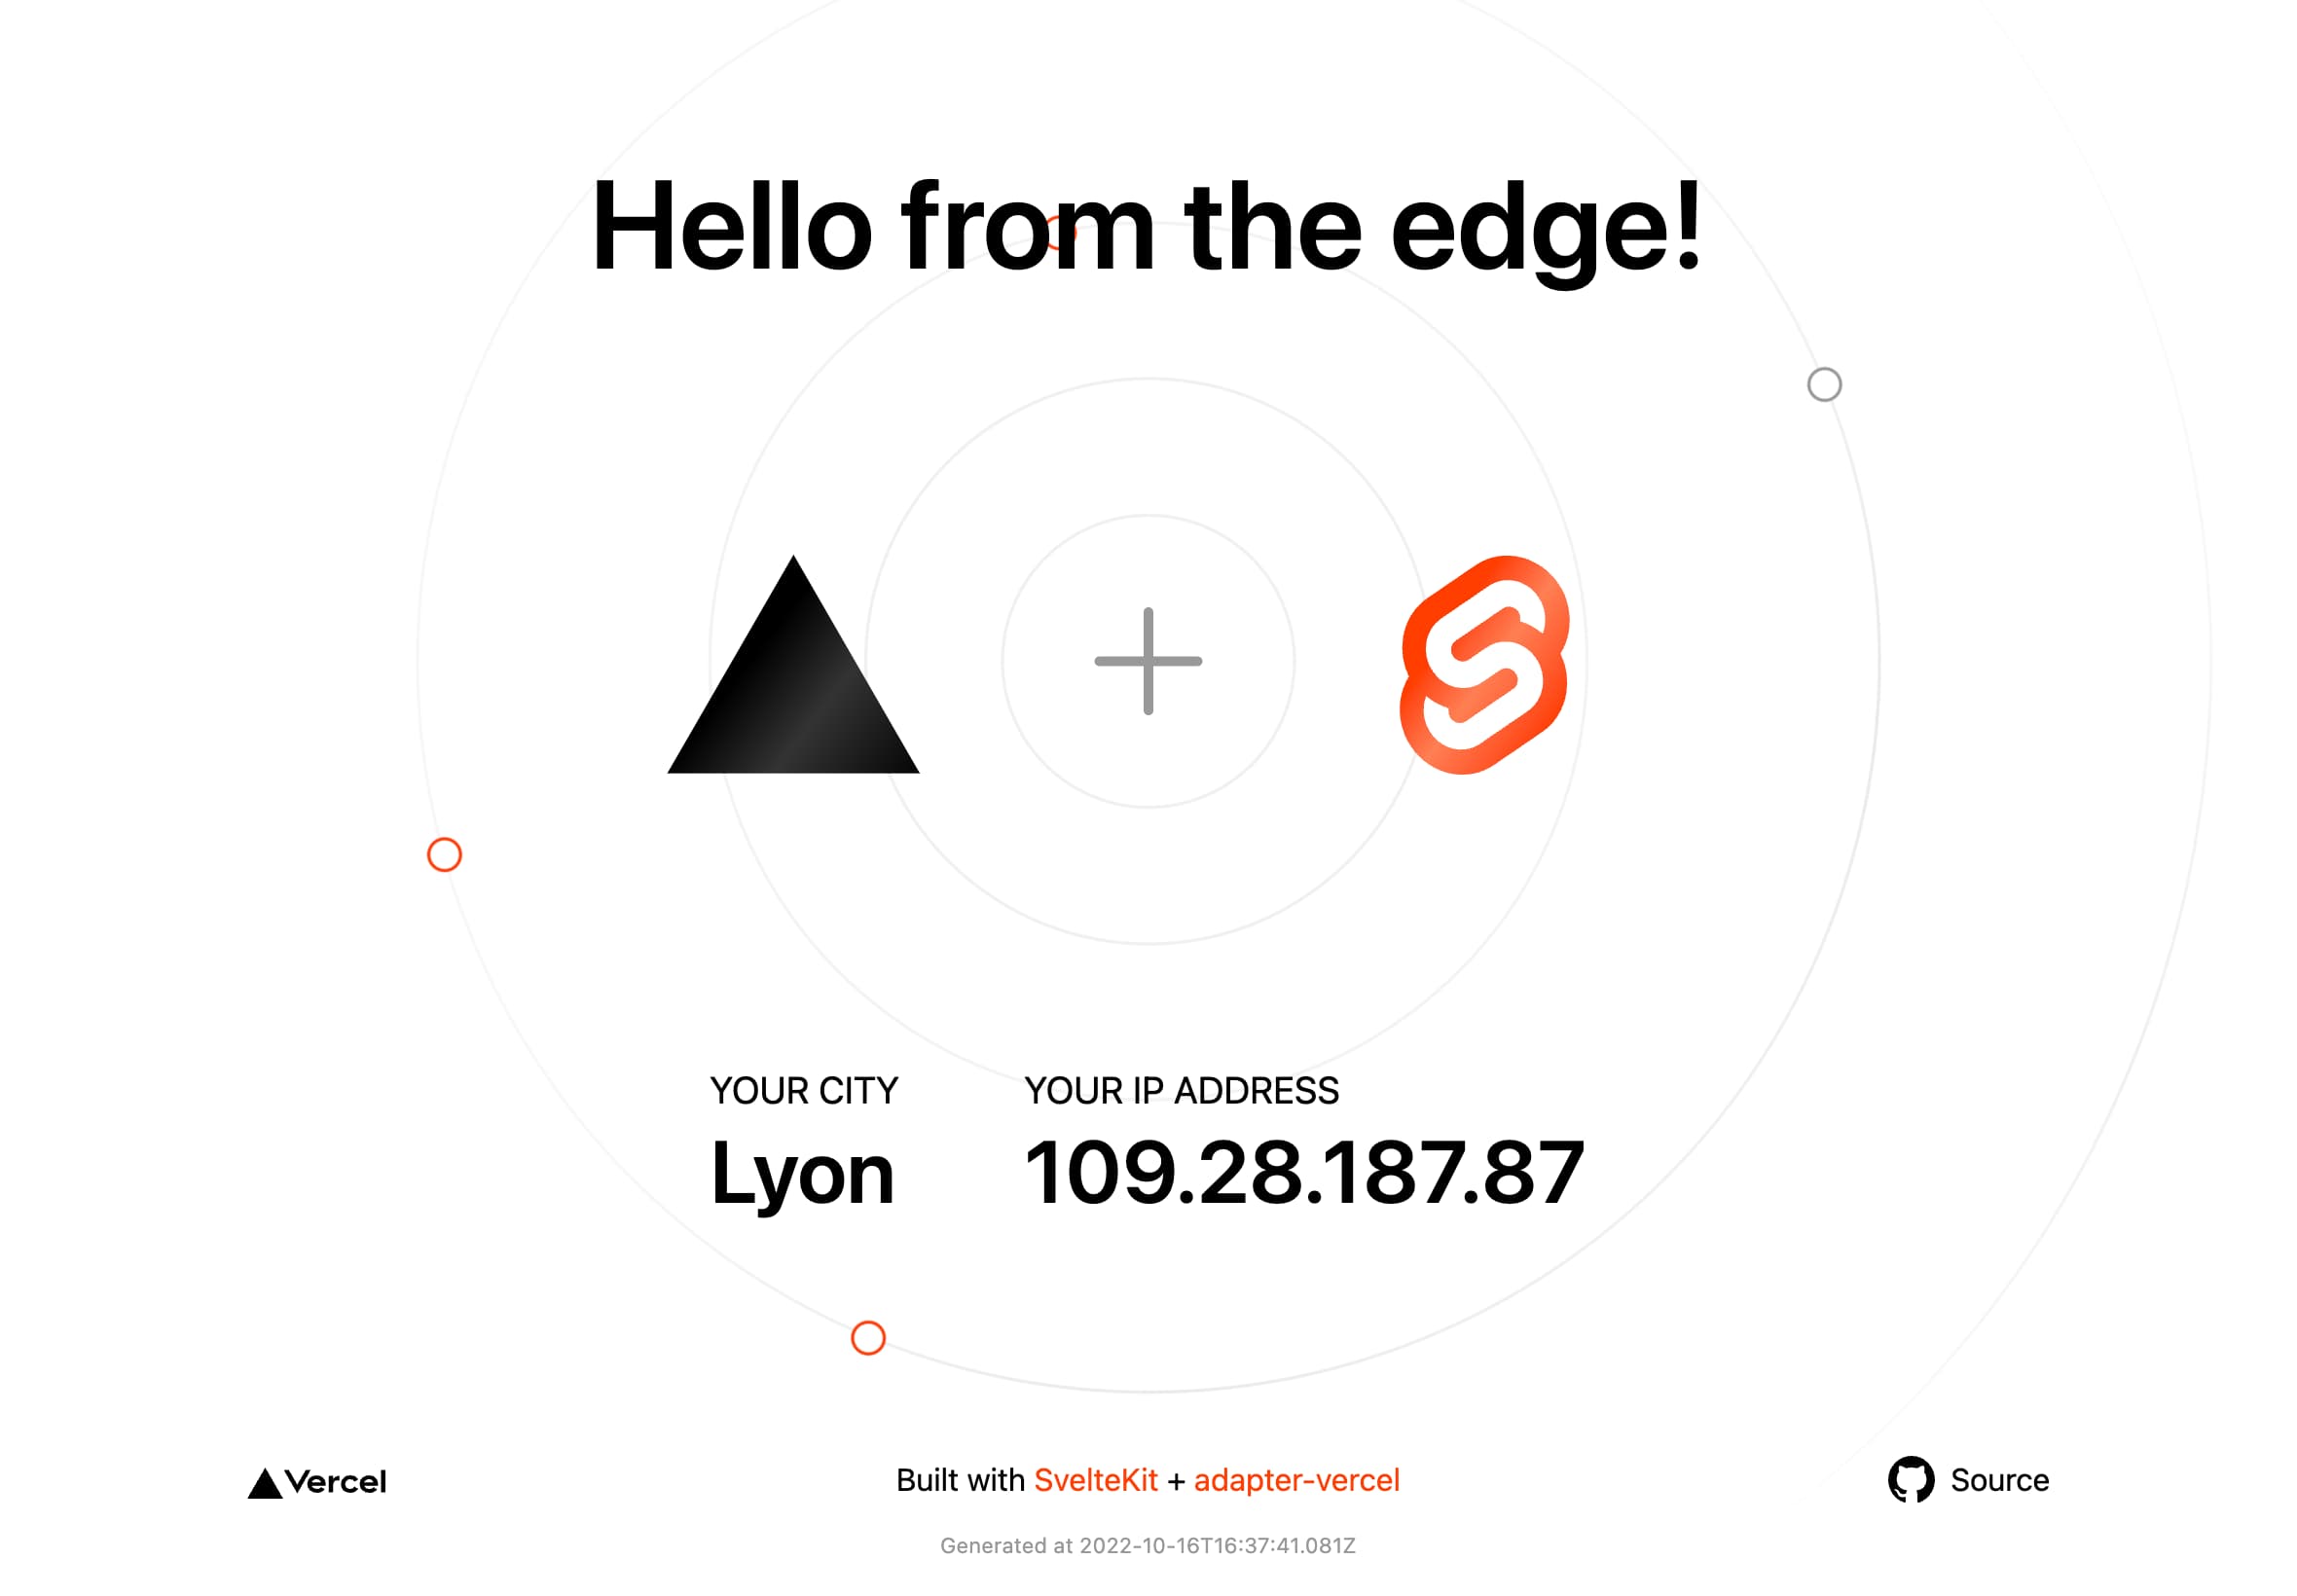 Hello from the edge!
YOUR CITY
Lyon
YOUR IP ADDRESS
109.28.187.87
Vercel
Built with SvelteKit + adapter-vercel
Source
Generated at 2022-10-16T16:37:41.081Z